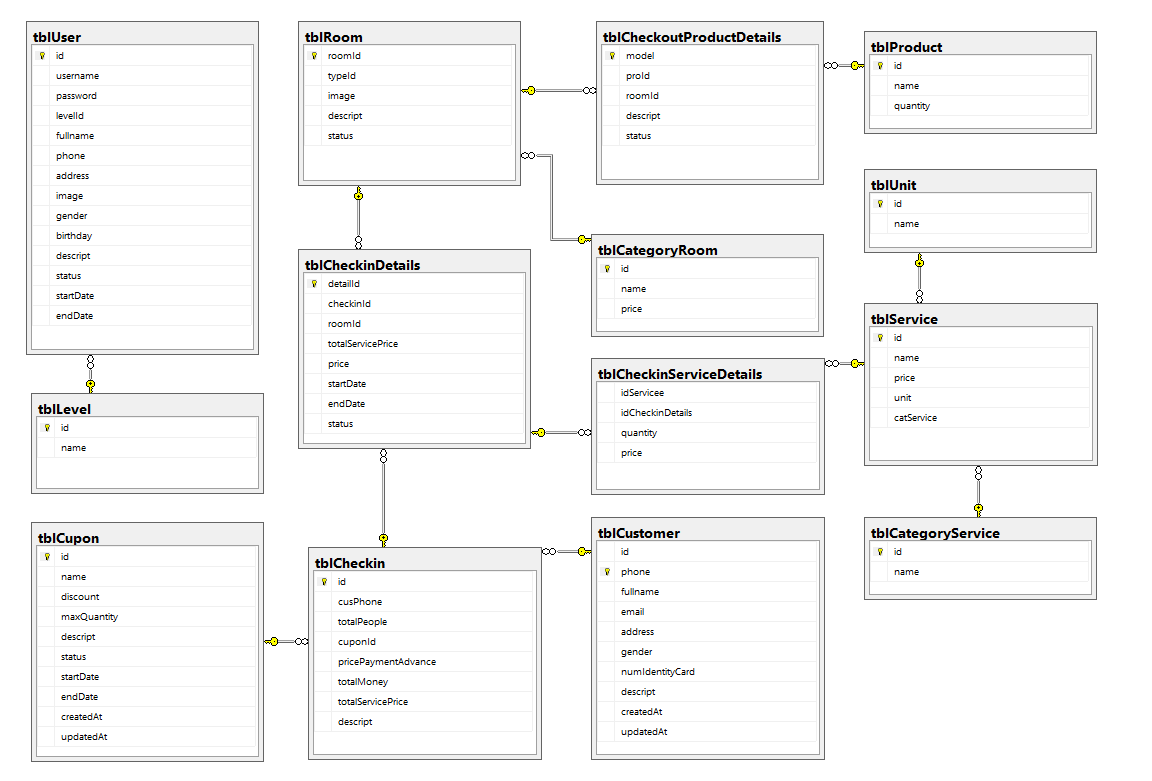 tblUser
id
username
password
levelId
fullname
phone
address
image
gender
birthday
descript
status
startDate
endDate
tblLevel
id
name
tblCupon
id
name
discount
maxQuantity
descript
status
startDate
endDate
createdAt
updatedAt
tblRoom
roomId
typeId
image
descript
status
tblCheckinDetails
detailId
checkinId
roomId
totalServicePrice
price
startDate
endDate
status
tblCheckin
id
cusPhone
totalPeople
cuponId
pricePaymentAdvance
totalMoney
totalServicePrice
descript
tblCheckoutProductDetails
model
proId
roomId
descript
status
tblCategoryRoom
id
name
price
tblCheckinServiceDetails
idServicee
idCheckinDetails
quantity
price
tblCustomer
id
phone
fullname
email
address
gender
numIdentityCard
descript
createdAt
updatedAt
tblProduct
id
name
quantity
tblUnit
id
name
tblService
id
name
price
unit
catService
tblCategoryService
id
name